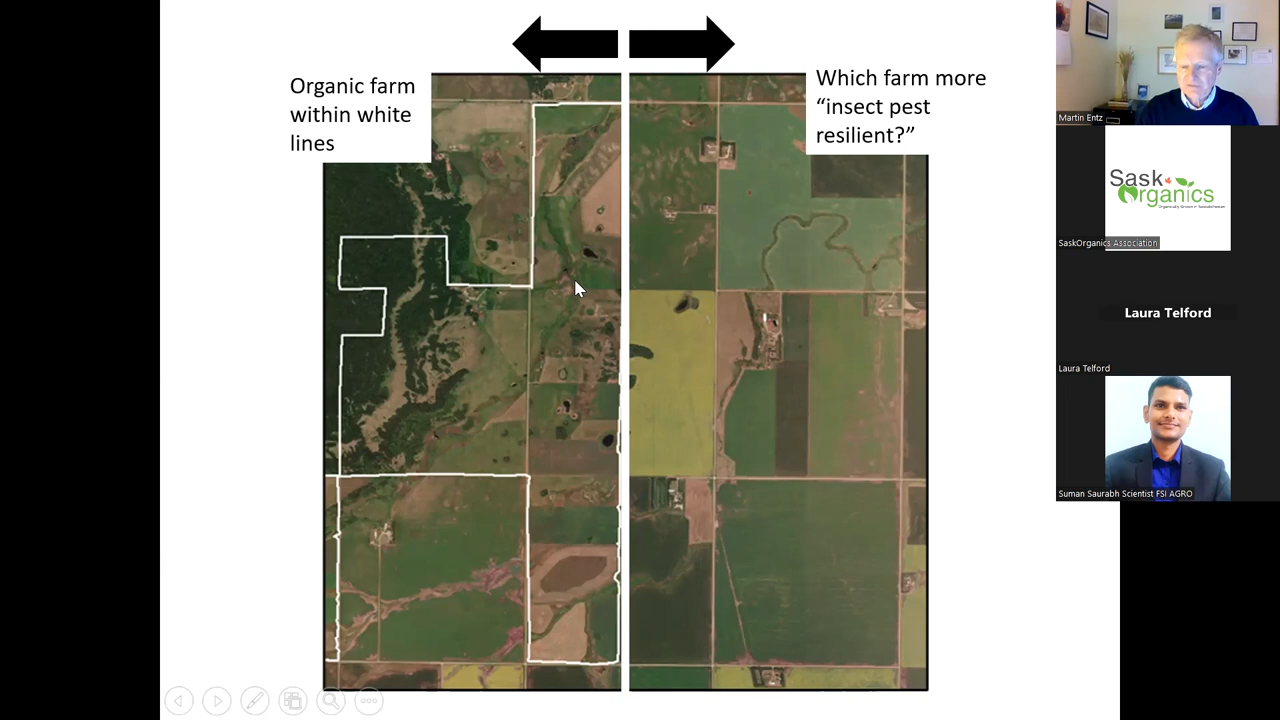 Organic farm
within white
lines
Which farm more
“insect pest
resilient?”
Martin Entz
Sask
Organics
SaskOrganics Association
Laura Telford
Laura Telford
Suman Saurabh Scientist FSI AGRO